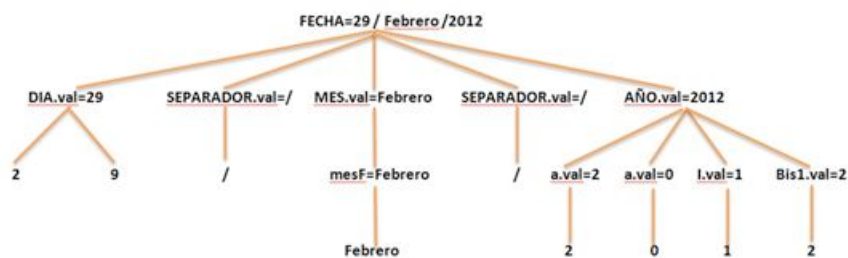 FECHA=29 / Febrero /2012
DIA.val=29 SEPARADOR.val=/ MES.val=Febrero SEPARADOR.val=/ AÑO.val=2012
2 9 / mesF=Febrero / a.val=2 a.val=0 I.val=1 Bis1.val=2
Febrero 2 0 1 2